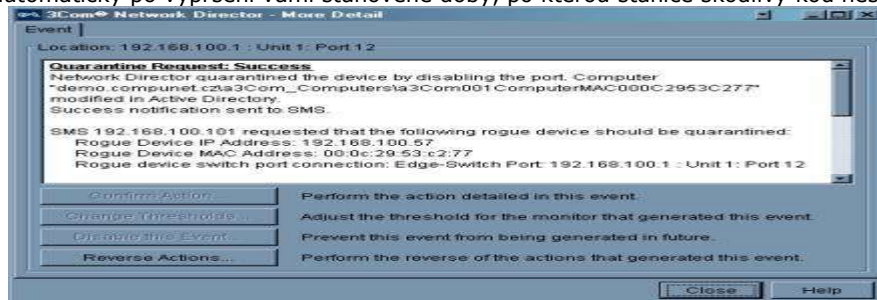 automaticky po vypršení Vámi stanovené doby, po kterou stanice škodlivý kód
3Com® Network Director - More Detail
Event
Location: 192.168.100.1 : Unit 1: Port 12
Quarantine Request: Success
Network Director quarantined the device by disabling the port. Computer
"demo.compunet.cz\a3Com_Computers\a3Com001ComputerMAC000C2953C277"
modified in Active Directory.
Success notification sent to SMS.
SMS 192.168.100.101 requested that the following rogue device should be quarantined:
Rogue Device IP Address: 192.168.100.57
Rogue Device MAC Address: 00:0c:29:53:c2:77
Rogue device switch port connection: Edge-Switch Port: 192.168.100.1 : Unit 1: Port 12
Confirm Action... Perform the action detailed in this event.
Change Thresholds... Adjust the threshold for the monitor that generated this event.
Disable this Event... Prevent this event from being generated in future.
Reverse Actions... Perform the reverse of the actions that generated this event.
Close Help